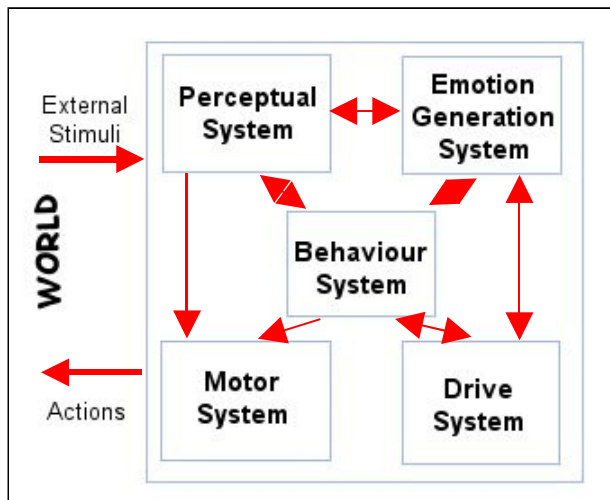 External
Stimuli
WORLD
Actions
Perceptual
System
Emotion
Generation
System
Behaviour
System
Motor
System
Drive
System